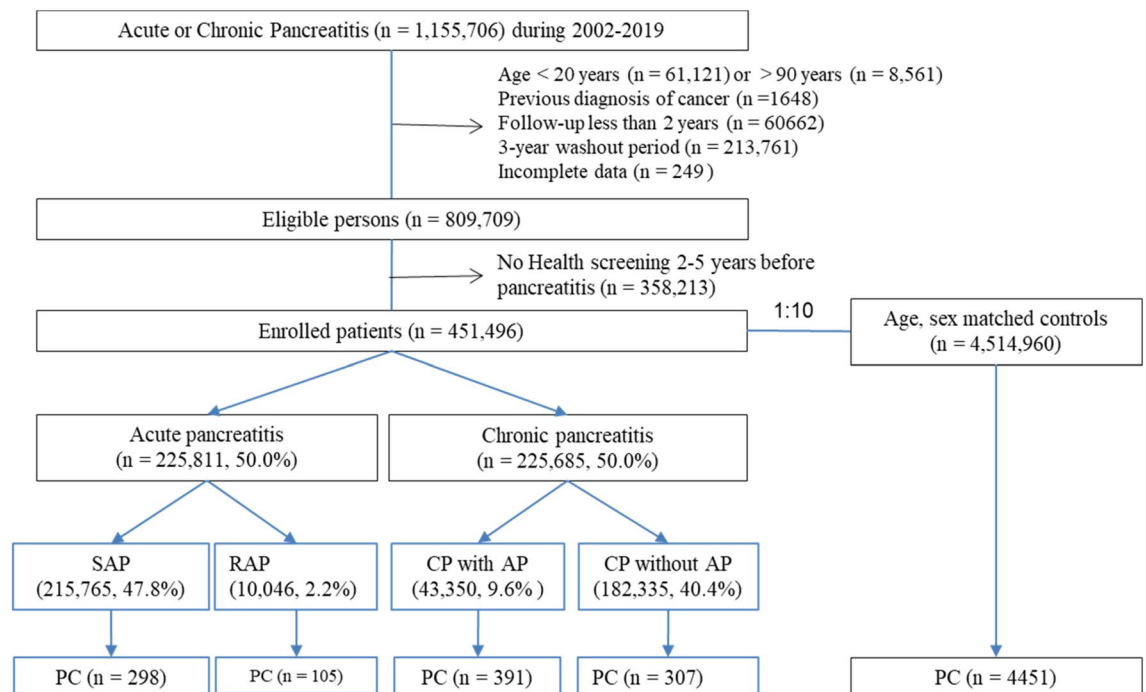 Acute or Chronic Pancreatitis (n = 1,155,706) during 2002-2019
Age < 20 years (n = 61,121) or > 90 years (n = 8,561)
Previous diagnosis of cancer (n =1648)
Follow-up less than 2 years (n = 60662)
3-year washout period (n = 213,761)
Incomplete data (n = 249 )
Eligible persons (n = 809,709)
No Health screening 2-5 years before
pancreatitis (n = 358,213)
1:10
Enrolled patients (n = 451,496)
Age, sex matched controls
(n = 4,514,960)
Acute pancreatitis
(n = 225,811, 50.0%)
Chronic pancreatitis
(n = 225,685, 50.0%)
SAP
(215,765, 47.8%)
RAP
(10,046, 2.2%)
CP with AP
(43,350, 9.6% )
CP without AP
(182,335, 40.4%)
PC (n = 298)
PC (n = 105)
PC (n = 391)
PC (n = 307)
PC (n = 4451)